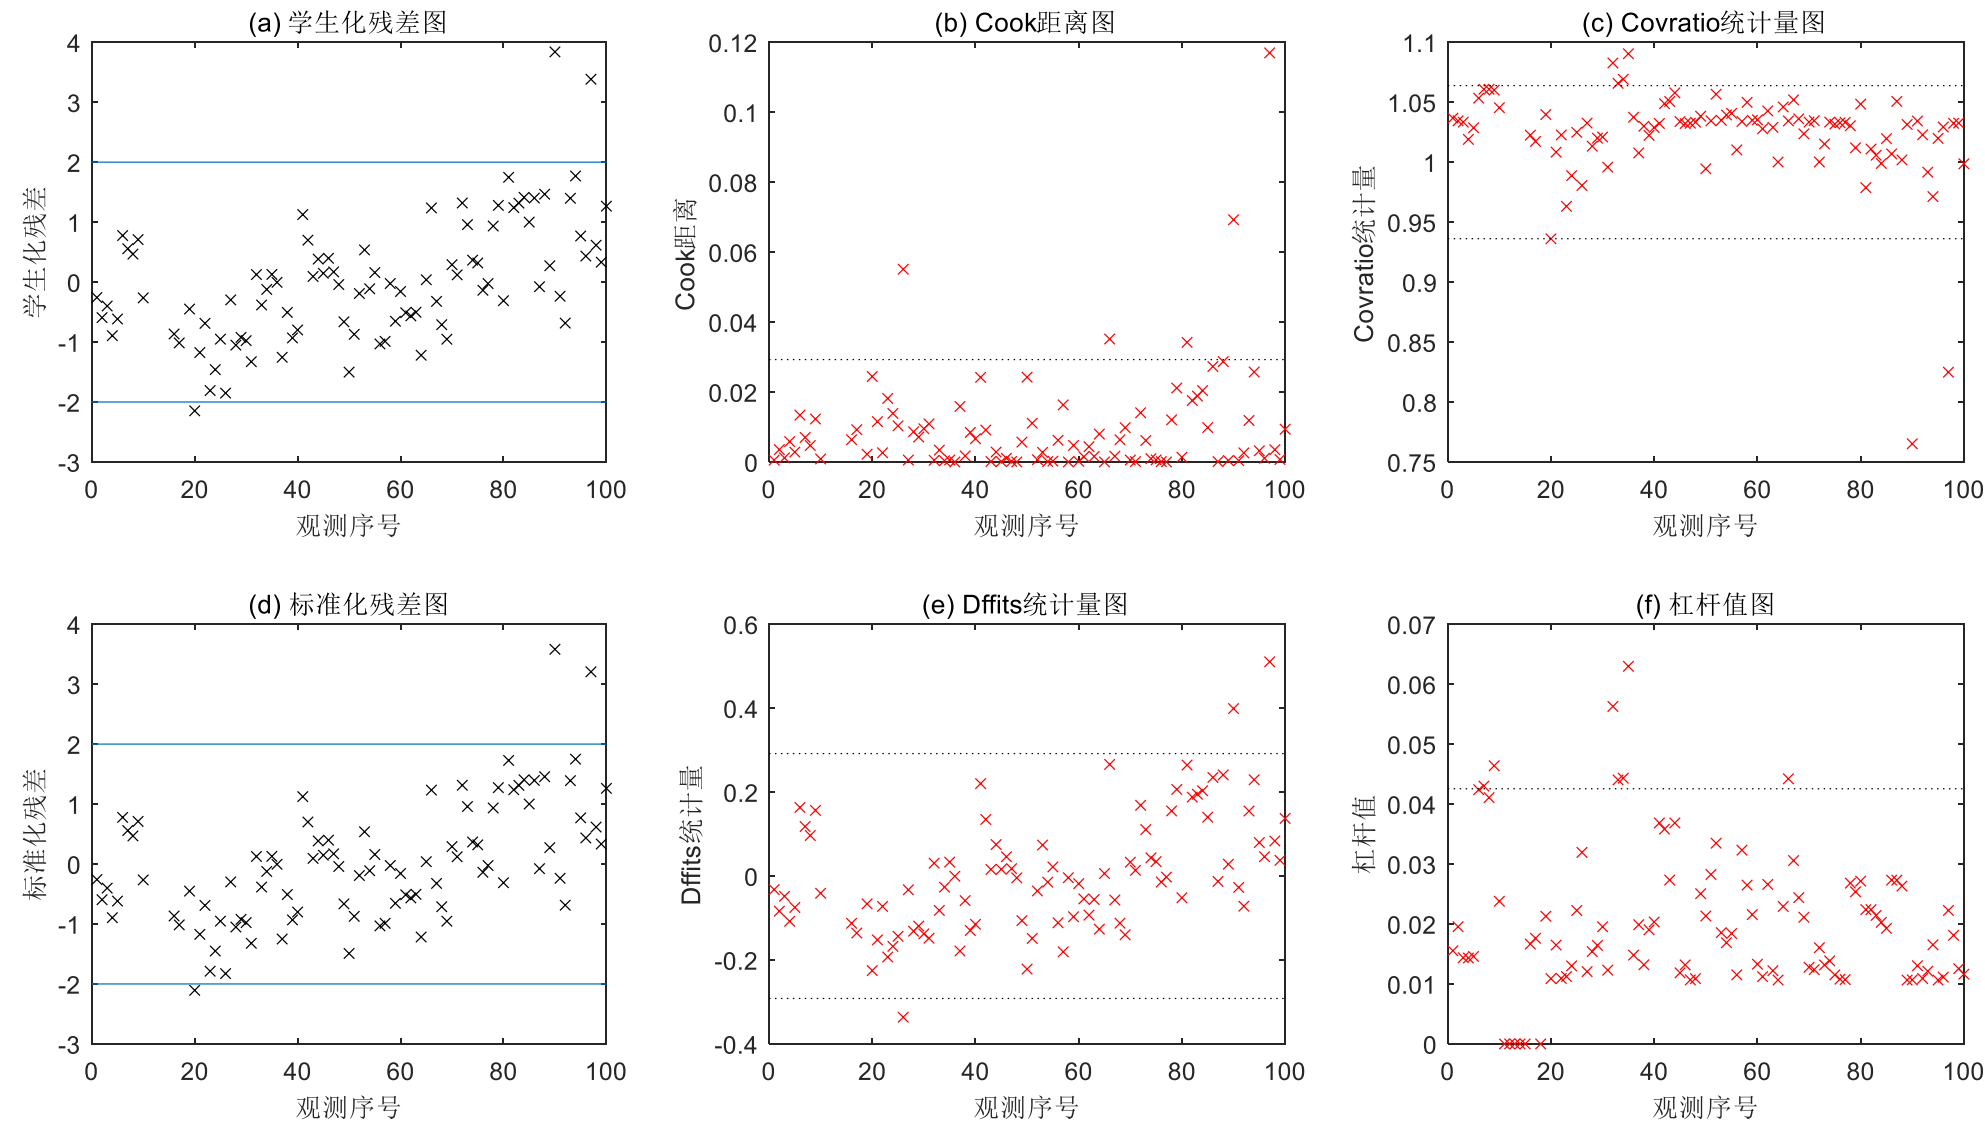 (a) 学生化残差图
4
3
2
1
0
-1
-2
-3
学生化残差
0 20 40 60 80 100
观测序号
(b) Cook距离图
0.12
0.1
0.08
0.06
0.04
0.02
0
Cook距离
0 20 40 60 80 100
观测序号
(c) Covratio统计量图
1.1
1.05
1
0.95
0.9
0.85
0.8
0.75
Covratio统计量
0 20 40 60 80 100
观测序号
(d) 标准化残差图
4
3
2
1
0
-1
-2
-3
标准化残差
0 20 40 60 80 100
观测序号
(e) Dffits统计量图
0.6
0.4
0.2
0
-0.2
-0.4
Dffits统计量
0 20 40 60 80 100
观测序号
(f) 杠杆值图
0.07
0.06
0.05
0.04
0.03
0.02
0.01
0
杠杆值
0 20 40 60 80 100
观测序号